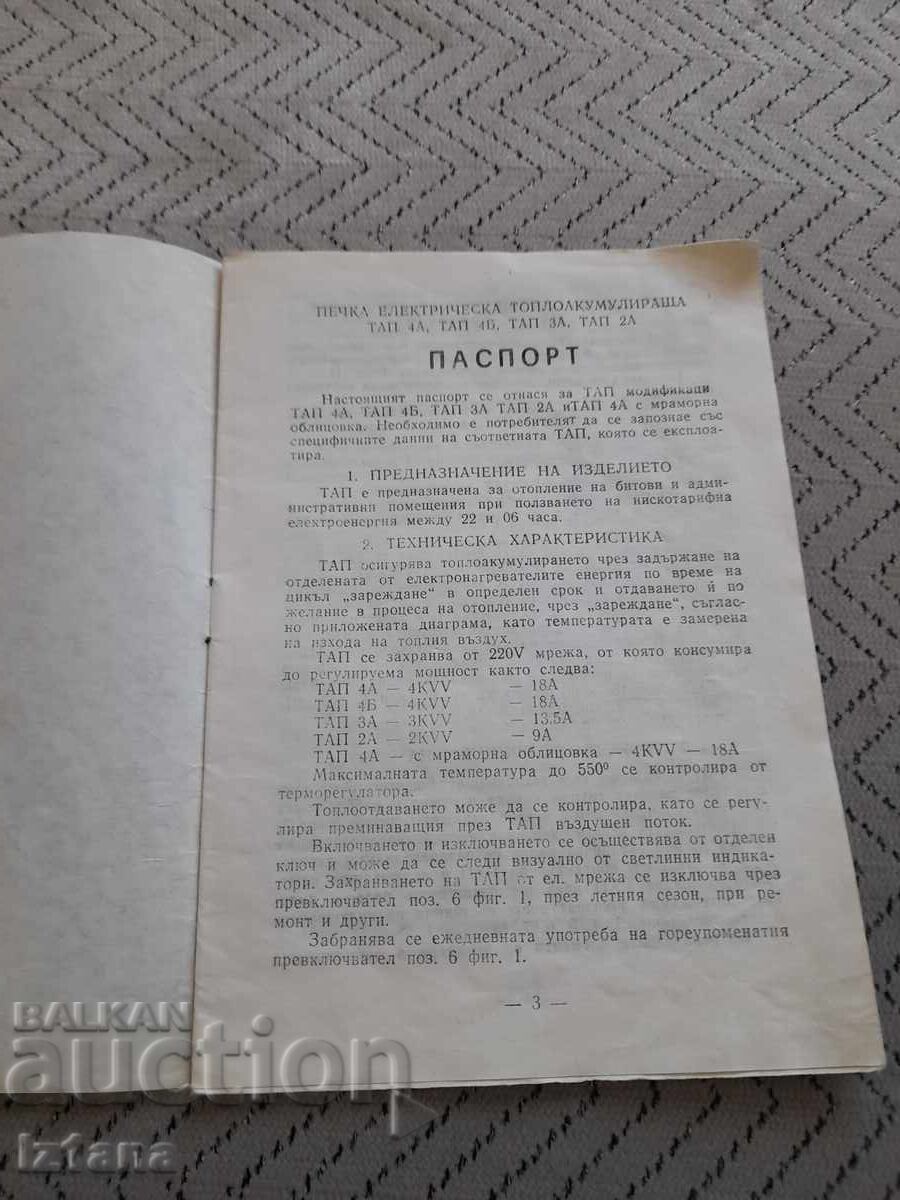 ПЕЧКА ЕЛЕКТРИЧЕСКА ТОПЛОАКУМУЛИРАЩА
ТАП 4А, ТАП 4Б, ТАП 3А, ТАП 2А
ПАСПОРТ
Настоящият паспорт се отнася за ТАП модификаци
ТАП 4А, ТАП 4Б, ТАП 3А ТАП 2А иТАП 4А с мраморна
облицовка. Необходимо е потребителят да се запознае със
специфичните данни на съответната ТАП, която се експлоа-
тира.
1. ПРЕДНАЗНАЧЕНИЕ НА ИЗДЕЛИЕТО
ТАП е предназначена за отопление на битови и адми-
нистративни помещения при ползването на нискотарифна
електроенергия между 22 и 06 часа.
2. ТЕХНИЧЕСКА ХАРАКТЕРИСТИКА
ТАП осигурява топлоакумулирането чрез задържане на
отделената от електронагревателите енергия по време на
цикъл „зареждане“ в определен срок и отдаването й по
желание в процеса на отопление, чрез „зареждане“, съглас-
но приложената диаграма, като температурата е замерена
на изхода на топлия въздух.
ТАП се захранва от 220V мрежа, от която консумира
до регулируема мощност както следва:
ТАП 4А — 4KVV — 18А
ТАП 4Б — 4KVV — 18А
ТАП 3А — 3KVV — 13.5А
ТАП 2А — 2KVV — 9А
ТАП 4А — с мраморна облицовка — 4KVV — 18А
Максималната температура до 550° се контролира от
терморегулатора.
Топлоотдаването може да се контролира, като се регу-
лира преминаващия през ТАП въздушен поток.
Включването и изключването се осъществява от отделен
ключ и може да се следи визуално от светлинни индика-
тори. Захранването на ТАП от ел. мрежа се изключва чрез
превключвател поз. 6 фиг. 1, през летния сезон, при ре-
монт и други.
Забранява се ежедневната употреба на гореупоменатия
превключвател поз. 6 фиг. 1.
— 3 —
BALKAN
auction
Iztana